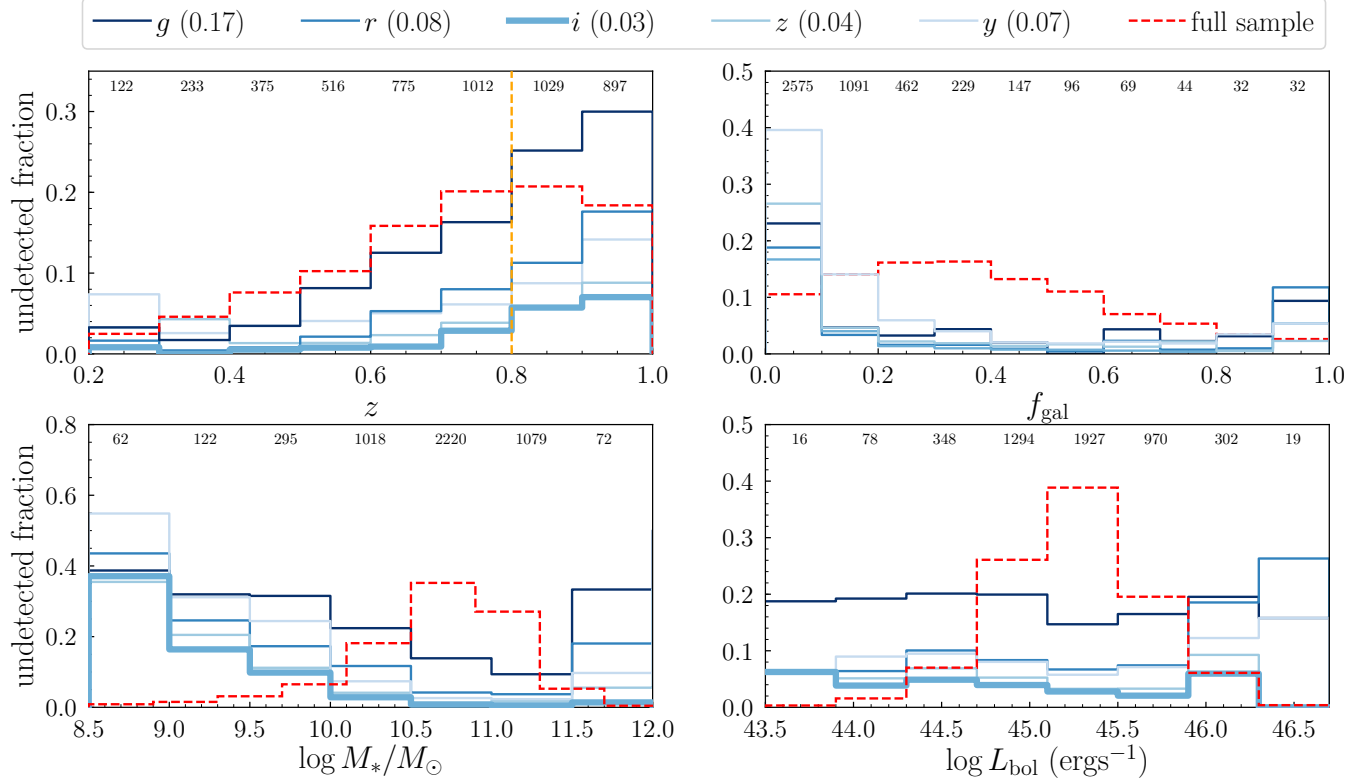 g (0.17) r (0.08) i (0.03) z (0.04) y (0.07) full sample
undetected fraction
122 233 375 516 775 1012 1029 897
0.3
0.2
0.1
0.0
0.2 0.4 0.6 0.8 1.0
z
2575 1091 462 229 147 96 69 44 32 32
0.5
0.4
0.3
0.2
0.1
0.0
0.0 0.2 0.4 0.6 0.8 1.0
f_gal
undetected fraction
62 122 295 1018 2220 1079 72
0.8
0.6
0.4
0.2
0.0
8.5 9.0 9.5 10.0 10.5 11.0 11.5 12.0
log M_*/M_⊙
16 78 348 1294 1927 970 302 19
0.5
0.4
0.3
0.2
0.1
0.0
43.5 44.0 44.5 45.0 45.5 46.0 46.5
log L_bol (ergs⁻¹)